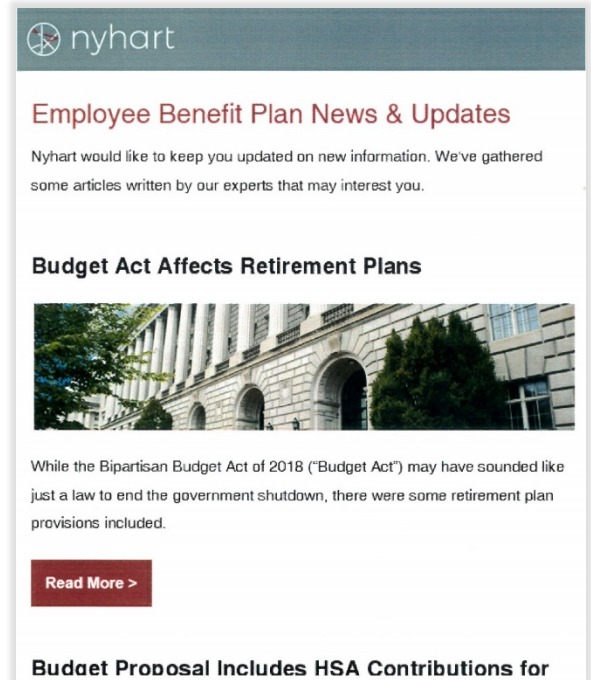 nyhart
Employee Benefit Plan News & Updates
Nyhart would like to keep you updated on new information. We've gathered
some articles written by our experts that may interest you.
Budget Act Affects Retirement Plans
While the Bipartisan Budget Act of 2018 (“Budget Act”) may have sounded like
just a law to end the government shutdown, there were some retirement plan
provisions included.
Read More >
Budget Proposal Includes HSA Contributions for